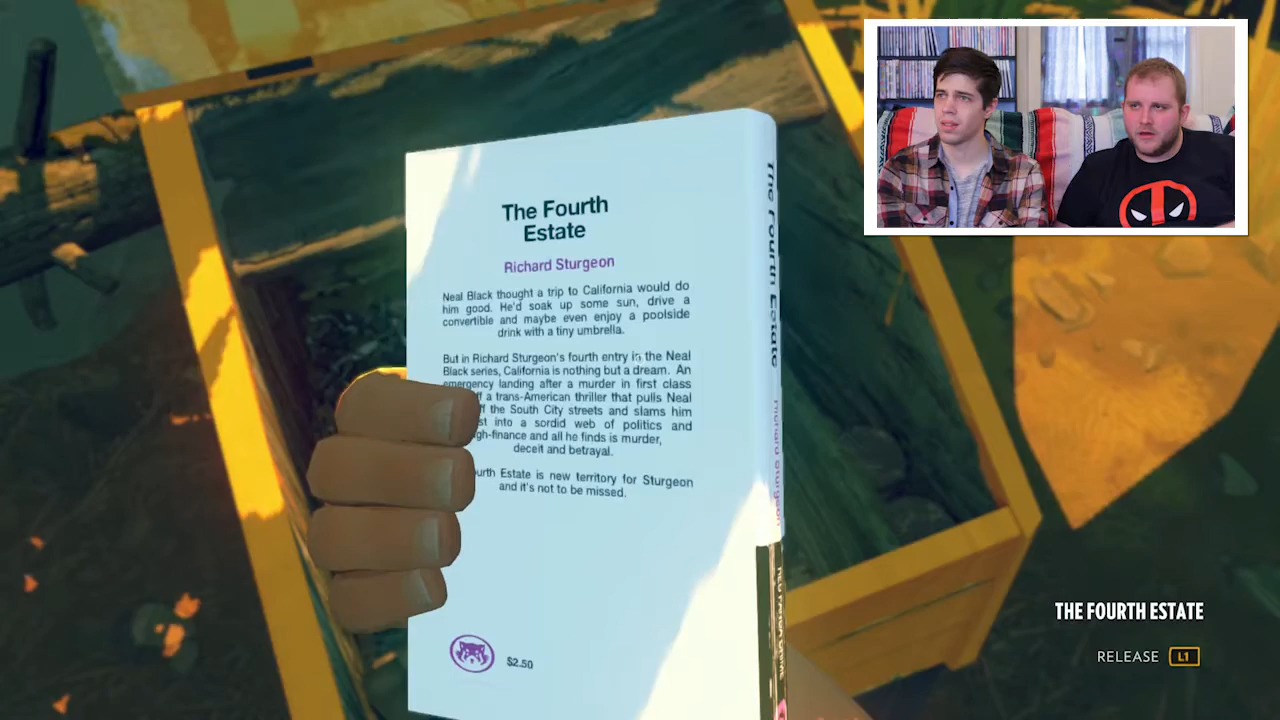 The Fourth
Estate
Richard Sturgeon
Neal Black thought a trip to California would do
him good. He'd soak up some sun, drive a
convertible and maybe even enjoy a poolside
drink with a tiny umbrella.
But in Richard Sturgeon's fourth entry in the Neal
Black series, California is nothing but a dream. An
emergency landing after a murder in first class
a trans-American thriller that pulls Neal
the South City streets and slams him
into a sordid web of politics and
gh-finance and all he finds is murder,
deceit and betrayal.
urth Estate is new territory for Sturgeon
and it's not to be missed.
$2.50
The Fourth Estate
Richard Sturgeon
THE FOURTH ESTATE
RELEASE L1